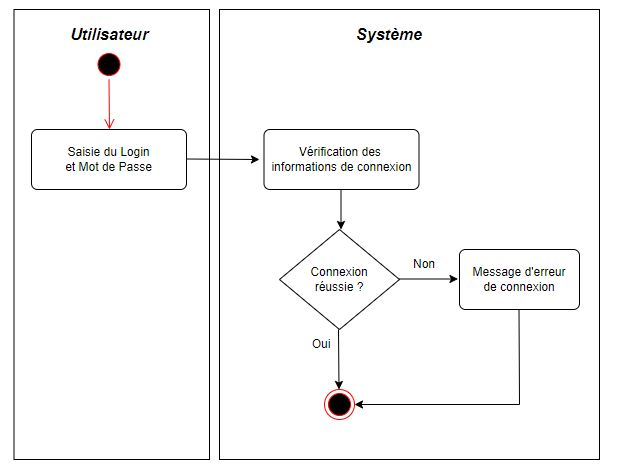 Utilisateur
Système
Saisie du Login
et Mot de Passe
Vérification des
informations de connexion
Connexion
réussie ?
Non
Message d'erreur
de connexion
Oui